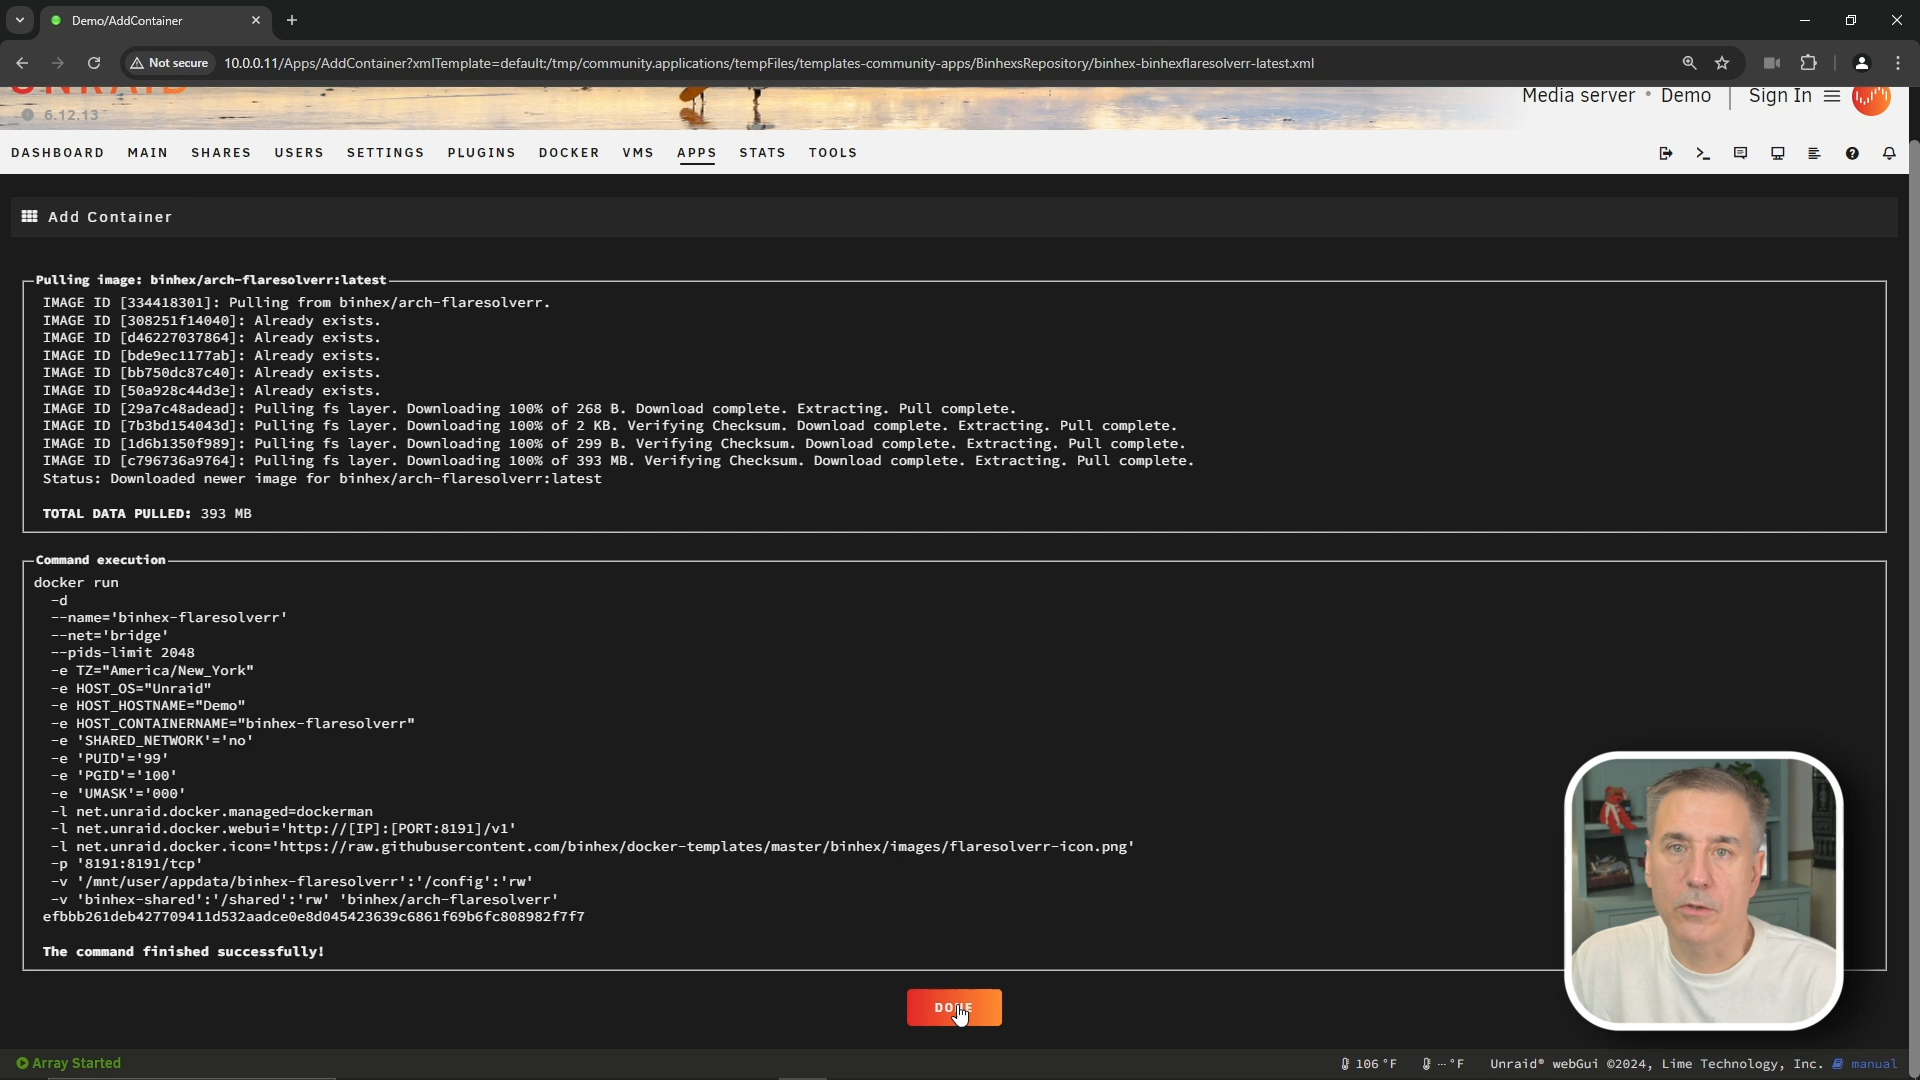 Demo/AddContainer
Not secure
10.0.0.11/Apps/AddContainer?xmlTemplate=default:/tmp/community.applications/tempFiles/templates-community-apps/BinhexsRepository/binhex-binhexflaresolverr-latest.xml
UNRAID
6.12.13
Media server • Demo
Sign In
DASHBOARD MAIN SHARES USERS SETTINGS PLUGINS DOCKER VMS APPS STATS TOOLS
Add Container
Pulling image: binhex/arch-flaresolverr:latest
IMAGE ID [334418301]: Pulling from binhex/arch-flaresolverr.
IMAGE ID [308251f14040]: Already exists.
IMAGE ID [d46227037864]: Already exists.
IMAGE ID [bde9ec1177ab]: Already exists.
IMAGE ID [bb750dc87c40]: Already exists.
IMAGE ID [50a928c44d3e]: Already exists.
IMAGE ID [29a7c48adead]: Pulling fs layer. Downloading 100% of 268 B. Download complete. Extracting. Pull complete.
IMAGE ID [7b3bd154043d]: Pulling fs layer. Downloading 100% of 2 KB. Verifying Checksum. Download complete. Extracting. Pull complete.
IMAGE ID [1d6b1350f989]: Pulling fs layer. Downloading 100% of 299 B. Verifying Checksum. Download complete. Extracting. Pull complete.
IMAGE ID [c796736a9764]: Pulling fs layer. Downloading 100% of 393 MB. Verifying Checksum. Download complete. Extracting. Pull complete.
Status: Downloaded newer image for binhex/arch-flaresolverr:latest
TOTAL DATA PULLED: 393 MB
Command execution
docker run
-d
--name='binhex-flaresolverr'
--net='bridge'
--pids-limit 2048
-e TZ="America/New_York"
-e HOST_OS="Unraid"
-e HOST_HOSTNAME="Demo"
-e HOST_CONTAINERNAME="binhex-flaresolverr"
-e 'SHARED_NETWORK'='no'
-e 'PUID'='99'
-e 'PGID'='100'
-e 'UMASK'='000'
-l net.unraid.docker.managed=dockerman
-l net.unraid.docker.webui='http://[IP]:[PORT:8191]/v1'
-l net.unraid.docker.icon='https://raw.githubusercontent.com/binhex/docker-templates/master/binhex/images/flaresolverr-icon.png'
-p '8191:8191/tcp'
-v '/mnt/user/appdata/binhex-flaresolverr':'/config':'rw'
-v 'binhex-shared':'/shared':'rw' 'binhex/arch-flaresolverr'
efbbb261deb427709411d532aadce0e8d045423639c6861f69b6fc808982f7f7
The command finished successfully!
DONE
Array Started
106 °F
-- °F
Unraid® webGui ©2024, Lime Technology, Inc.
manual